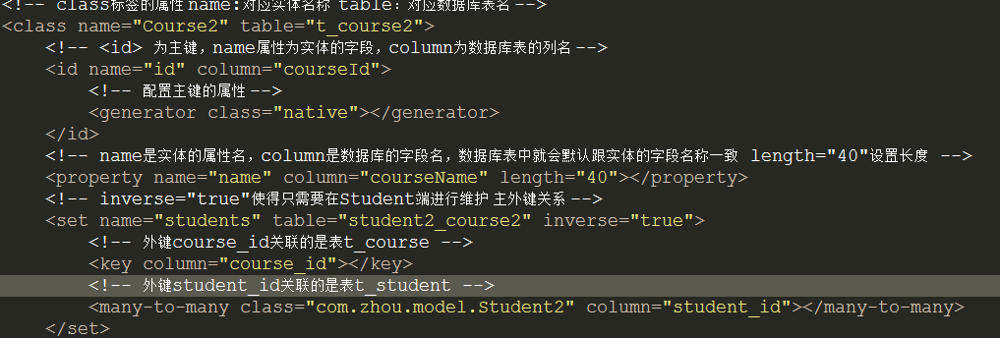 <!-- class标签的属性 name:对应实体名称 table：对应数据库表名 -->
<class name="Course2" table="t_course2">
<!-- <id> 为主键，name属性为实体的字段，column为数据库表的列名 -->
<id name="id" column="courseId">
<!-- 配置主键的属性 -->
<generator class="native"></generator>
</id>
<!-- name是实体的属性名，column是数据库的字段名，数据库表中就会默认跟实体的字段名称一致 length="40"设置长度 -->
<property name="name" column="courseName" length="40"></property>
<!-- inverse="true"使得只需要在Student端进行维护 主外键关系 -->
<set name="students" table="student2_course2" inverse="true">
<!-- 外键course_id关联的是表t_course -->
<key column="course_id"></key>
<!-- 外键student_id关联的是表t_student -->
<many-to-many class="com.zhou.model.Student2" column="student_id"></many-to-many>
</set>